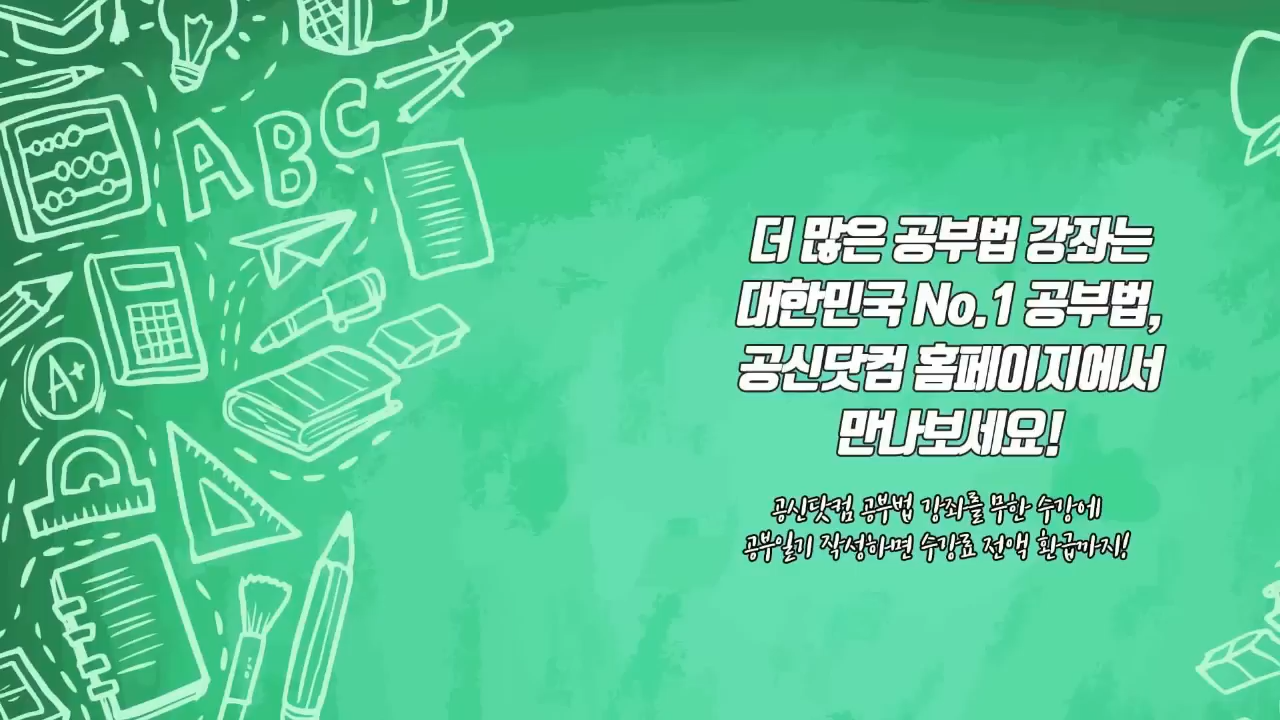 ABC
A+
더 많은 공부법 강좌는
대한민국 No.1 공부법,
공신닷컴 홈페이지에서
만나보세요!
공신닷컴 공부법 강좌를 무한 수강에
공부일기 작성하면 수강료 전액 환급까지!